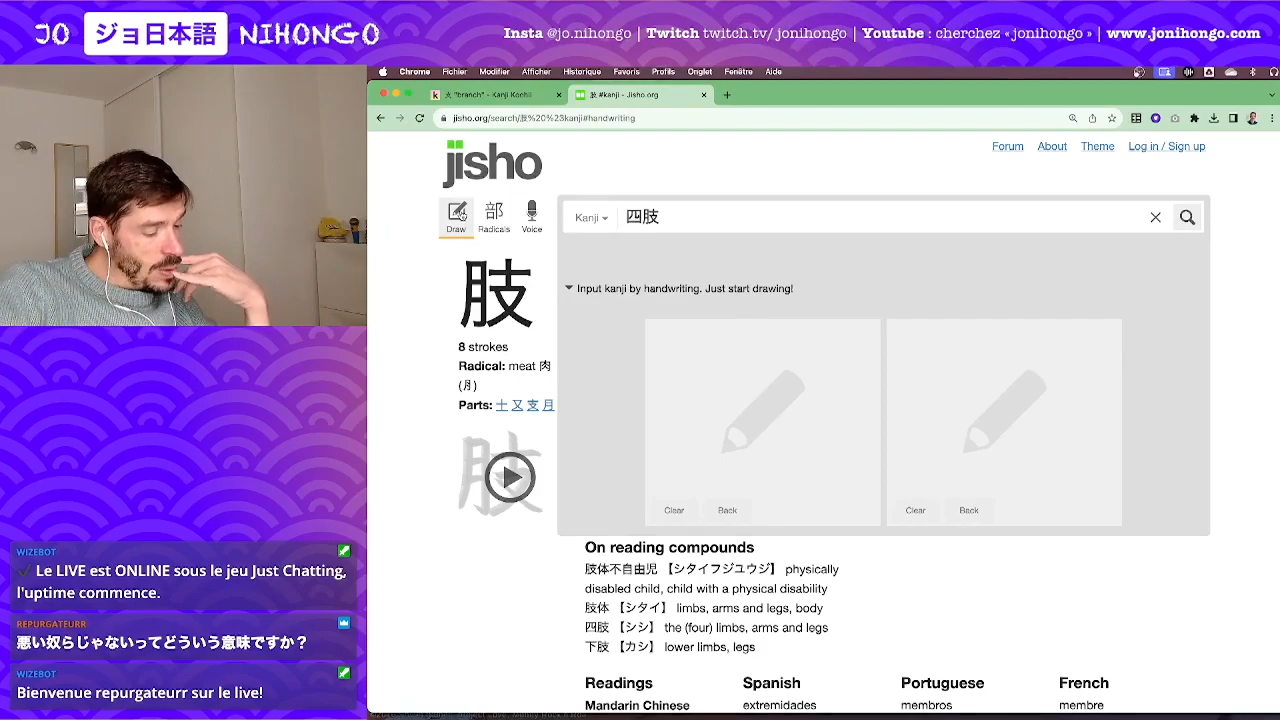 JO ジョ日本語 NIHONGO
Insta @jo.nihongo | Twitch twitch.tv/ jonihongo | Youtube : cherchez « jonihongo » | www.jonihongo.com
Chrome Fichier Modifier Afficher Historique Favoris Profils Onglet Fenêtre Aide
支 "branch" - Kanji Koohii
肢 #kanji - Jisho.org
jisho.org/search/肢%20%23kanji#handwriting
jisho
Forum About Theme Log in / Sign up
Draw
部
Radicals
Voice
Kanji
四肢
肢
8 strokes
Radical: meat 肉
(月)
Parts: 十 又 支 月
肢
Input kanji by handwriting. Just start drawing!
Clear Back
Clear Back
On reading compounds
肢体不自由児 【シタイフジユウジ】 physically
disabled child, child with a physical disability
肢体 【シタイ】 limbs, arms and legs, body
四肢 【シシ】 the (four) limbs, arms and legs
下肢 【カシ】 lower limbs, legs
Readings
Mandarin Chinese
Spanish
extremidades
Portuguese
membros
French
membre
WIZEBOT
Le LIVE est ONLINE sous le jeu Just Chatting,
l'uptime commence.
REPURGATEURR
悪い奴らじゃないってどういう意味ですか？
WIZEBOT
Bienvenue repurgateurr sur le live!